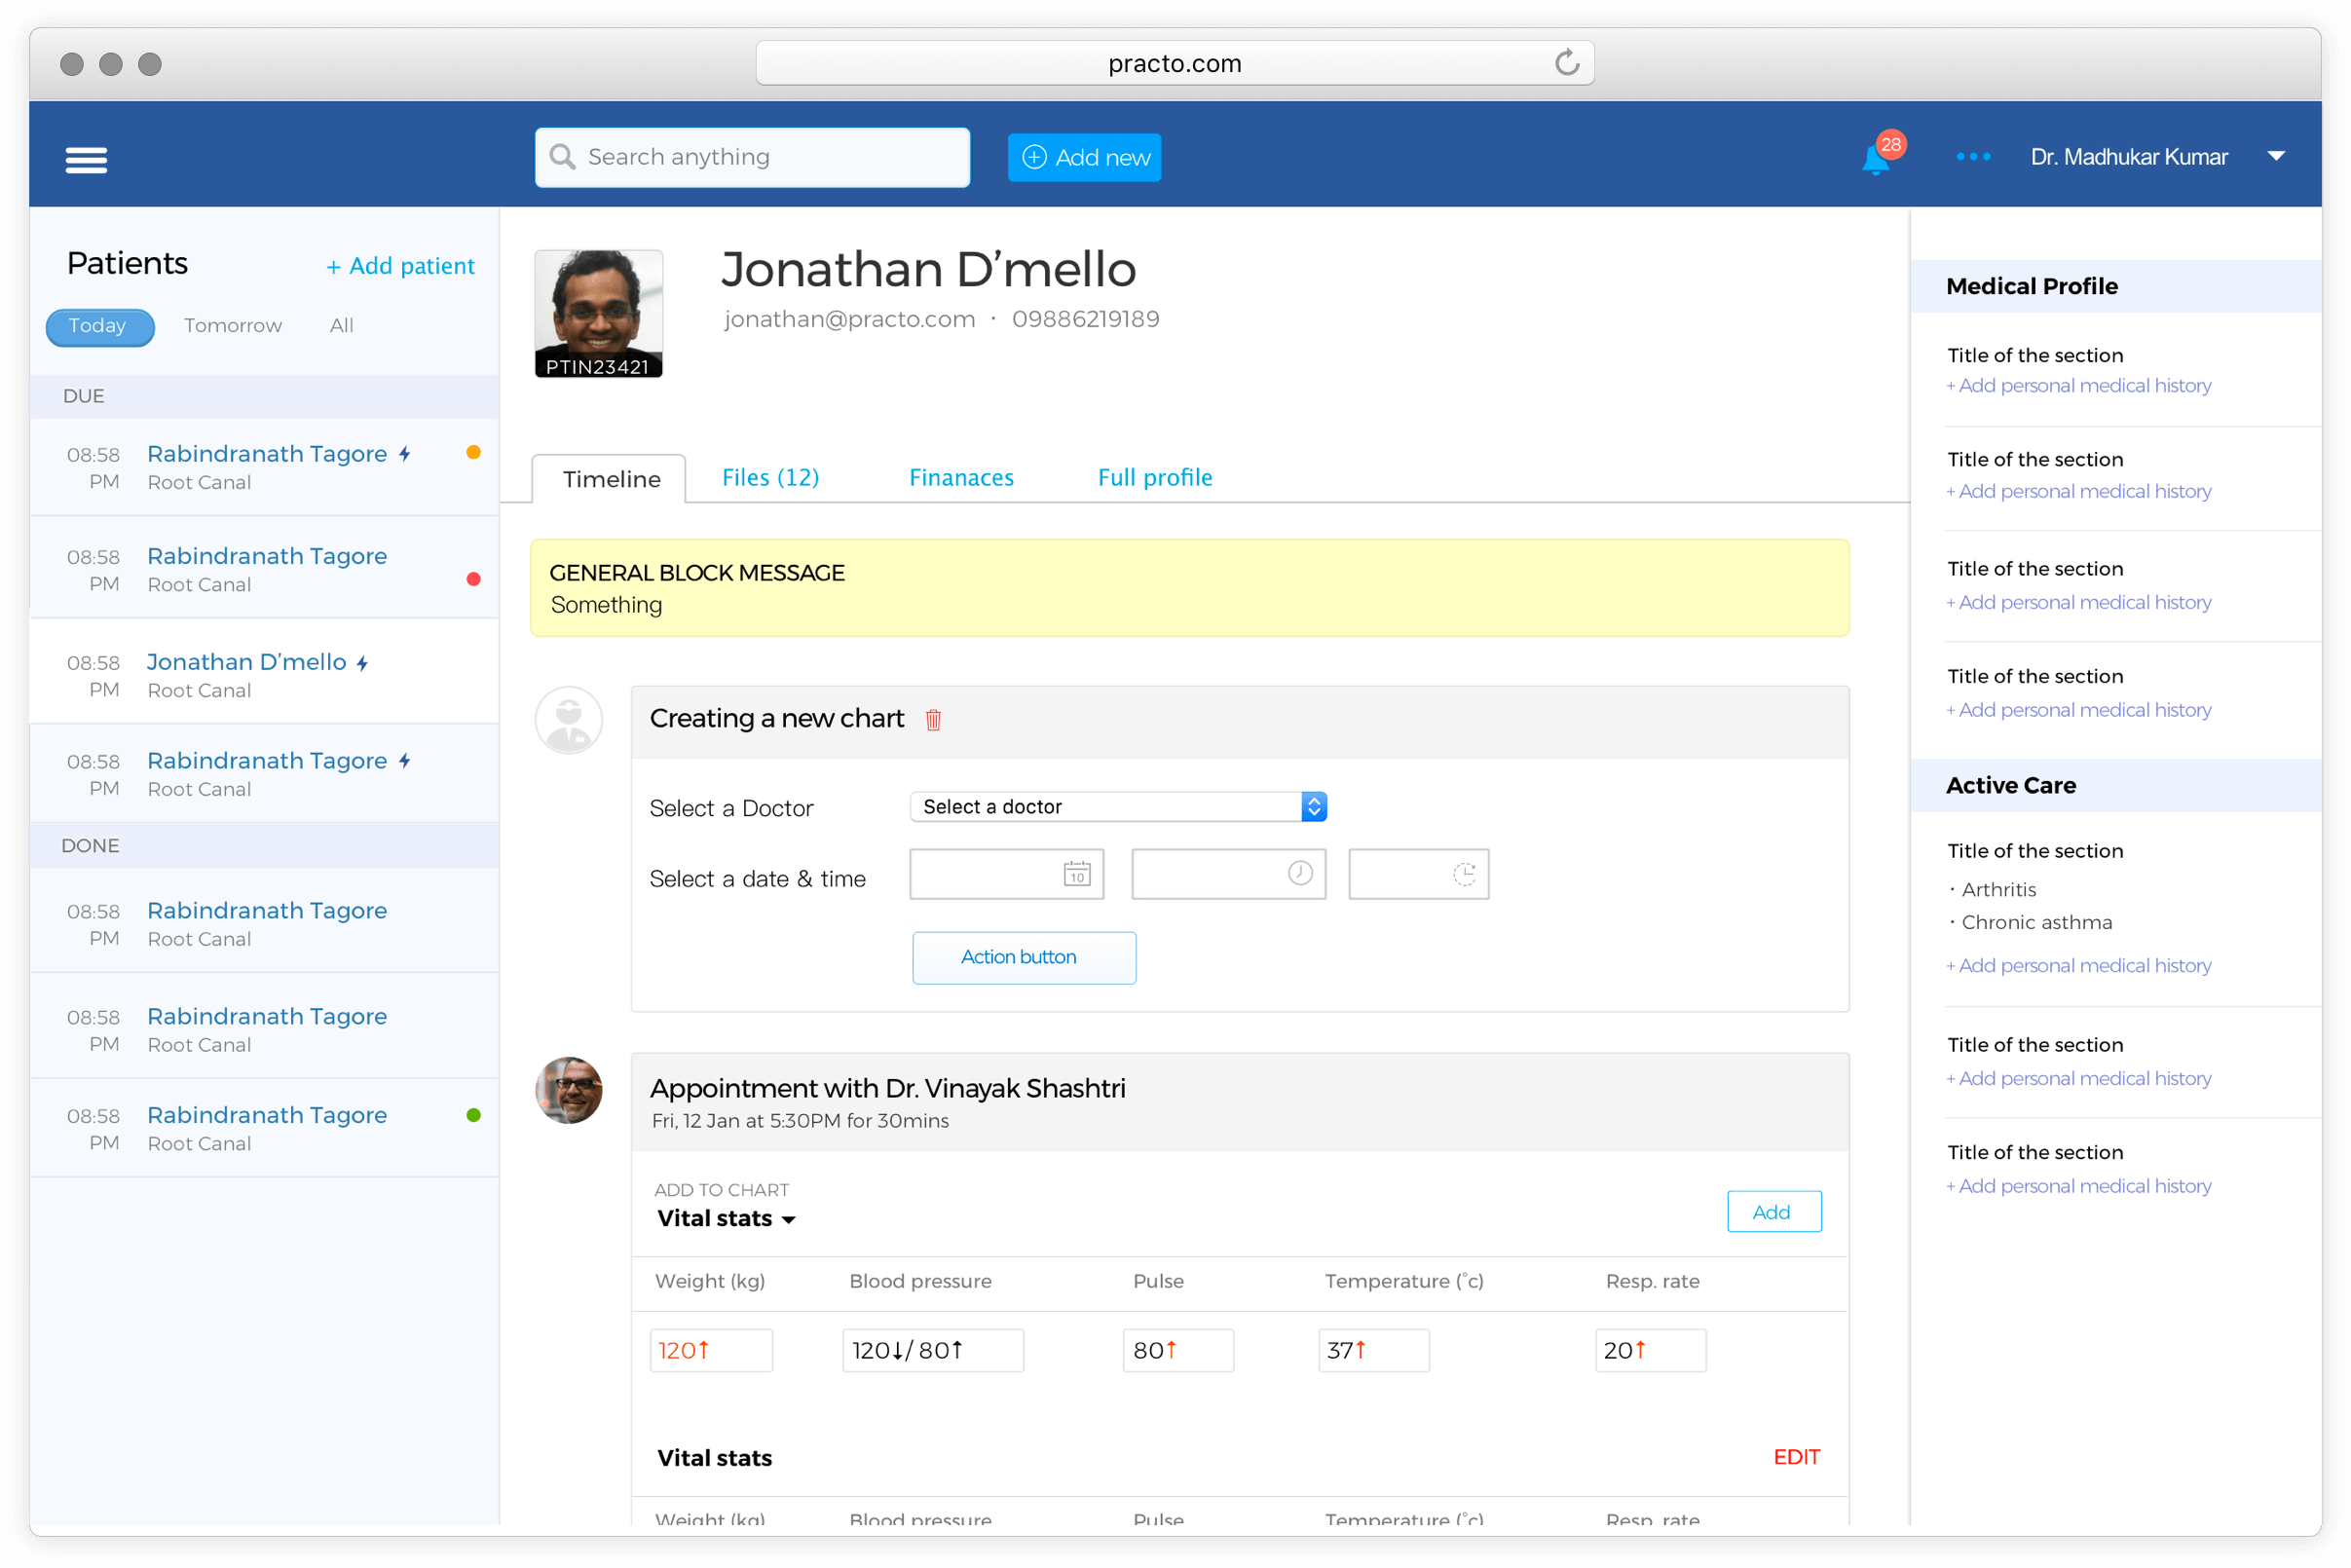 practo.com
Search anything
Add new
28
Dr. Madhukar Kumar
Patients
+ Add patient
Today
Tomorrow
All
DUE
08:58 PM
Rabindranath Tagore
Root Canal
08:58 PM
Rabindranath Tagore
Root Canal
08:58 PM
Jonathan D’mello
Root Canal
08:58 PM
Rabindranath Tagore
Root Canal
DONE
08:58 PM
Rabindranath Tagore
Root Canal
08:58 PM
Rabindranath Tagore
Root Canal
08:58 PM
Rabindranath Tagore
Root Canal
PTIN23421
Jonathan D’mello
jonathan@practo.com · 09886219189
Timeline
Files (12)
Finanaces
Full profile
GENERAL BLOCK MESSAGE
Something
Creating a new chart
Select a Doctor
Select a doctor
Select a date & time
10
Action button
Appointment with Dr. Vinayak Shashtri
Fri, 12 Jan at 5:30PM for 30mins
ADD TO CHART
Vital stats
Add
Weight (kg) Blood pressure Pulse Temperature (°c) Resp. rate
120↑ 120↓/ 80↑ 80↑ 37↑ 20↑
Vital stats
EDIT
Weight (kg) Blood pressure Pulse Temperature (°c) Resp. rate
Medical Profile
Title of the section
+ Add personal medical history
Title of the section
+ Add personal medical history
Title of the section
+ Add personal medical history
Title of the section
+ Add personal medical history
Active Care
Title of the section
· Arthritis
· Chronic asthma
+ Add personal medical history
Title of the section
+ Add personal medical history
Title of the section
+ Add personal medical history